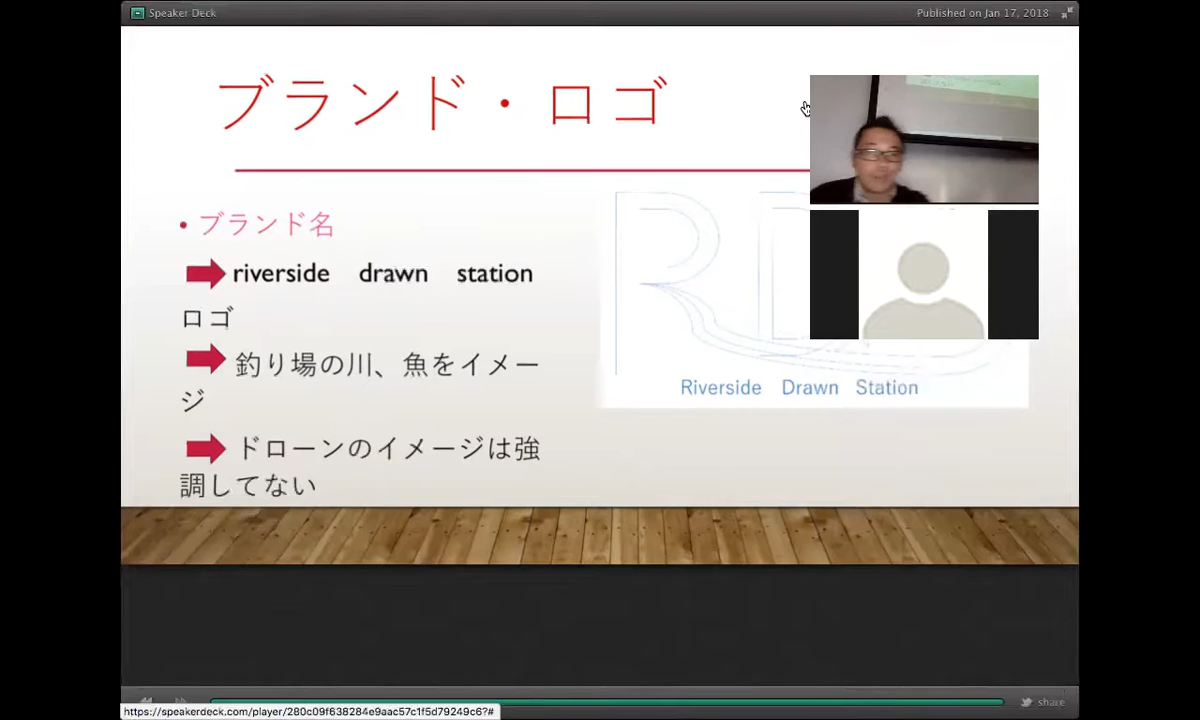 Speaker Deck
Published on Jan 17, 2018
ブランド・ロゴ
• ブランド名
riverside drawn station
ロゴ
釣り場の川、魚をイメー
ジ
ドローンのイメージは強
調してない
Riverside Drawn Station
share
https://speakerdeck.com/player/280c09f638284e9aac57c1f5d79249c6?#